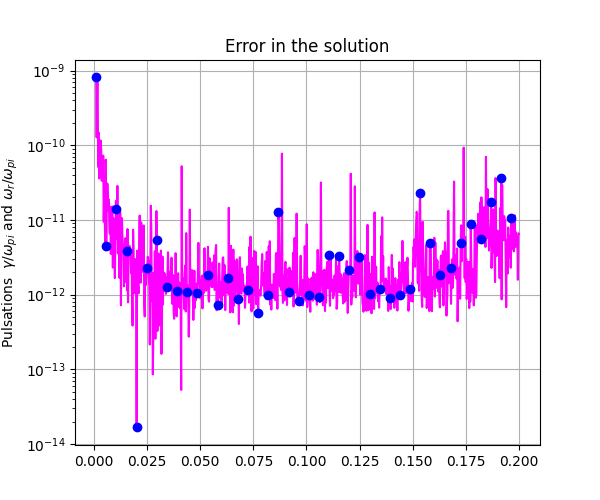 Error in the solution
Pulsations γ/ω_pi and ω_r/ω_pi
10⁻⁹
10⁻¹⁰
10⁻¹¹
10⁻¹²
10⁻¹³
10⁻¹⁴
0.000 0.025 0.050 0.075 0.100 0.125 0.150 0.175 0.200